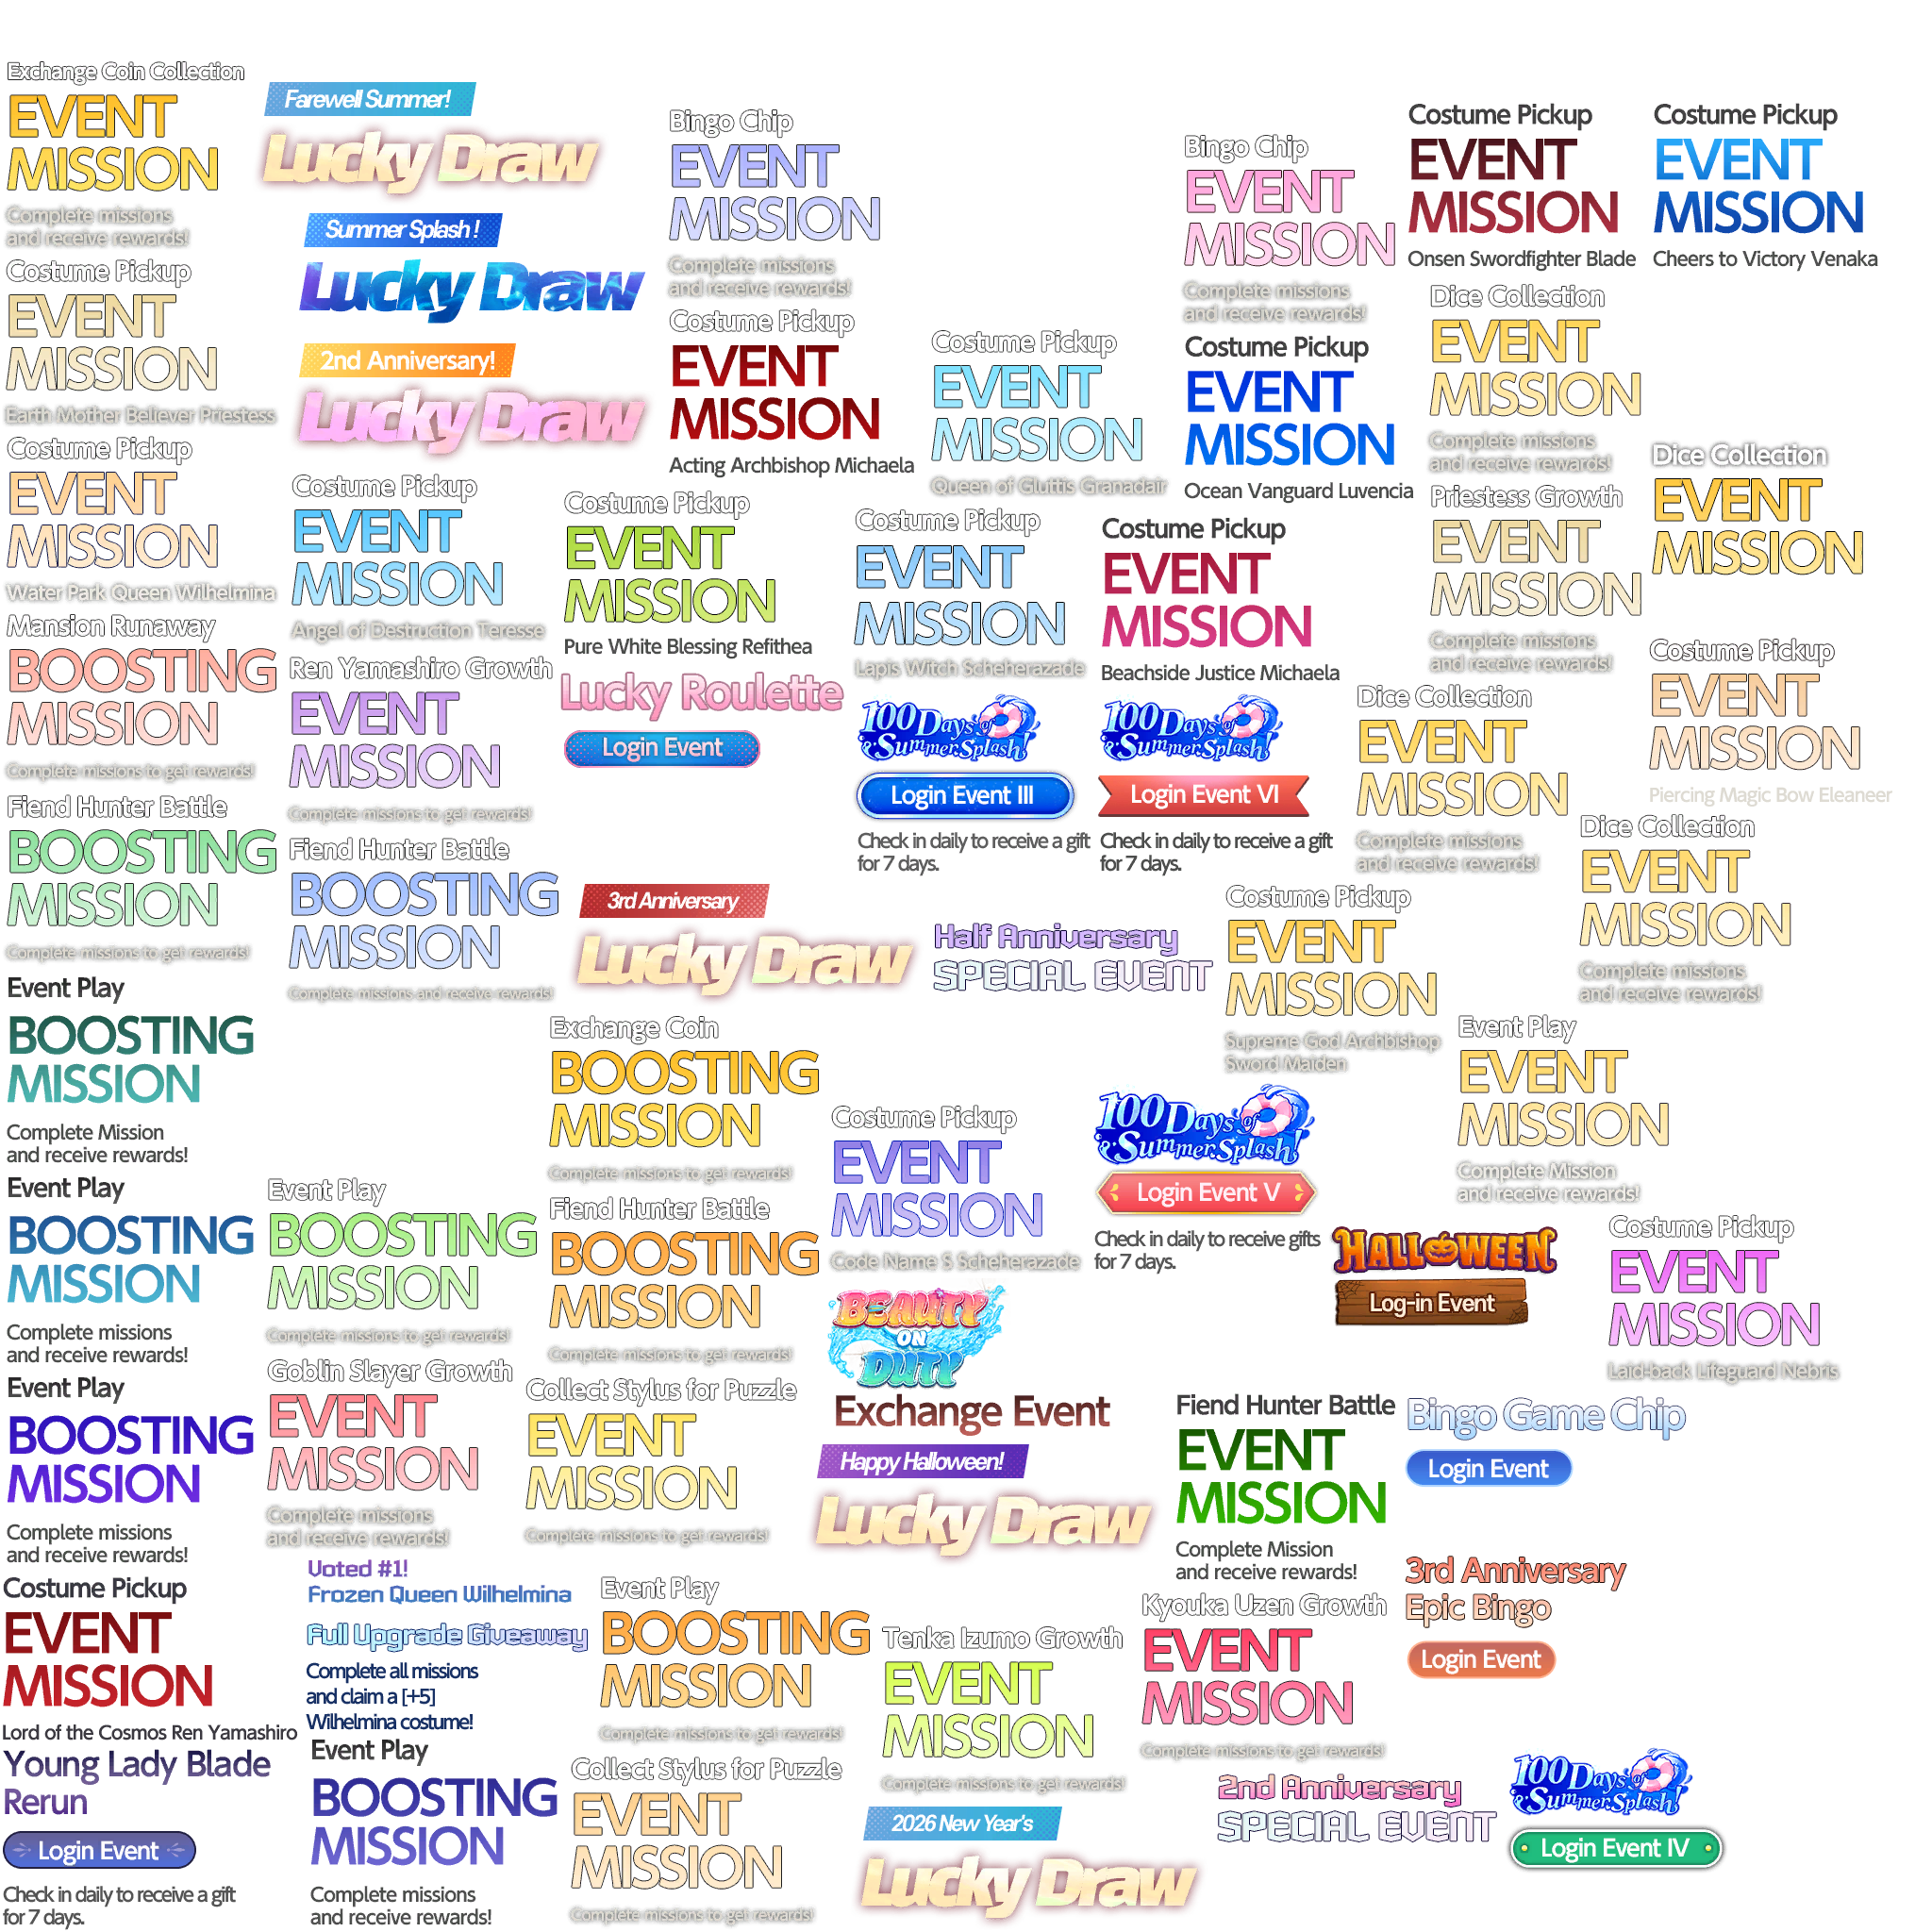 Exchange Coin Collection
EVENT
MISSION
Complete missions
and receive rewards!
Costume Pickup
EVENT
MISSION
Earth Mother Believer Priestess
Costume Pickup
EVENT
MISSION
Water Park Queen Wilhelmina
Mansion Runaway
BOOSTING
MISSION
Complete missions to get rewards!
Fiend Hunter Battle
BOOSTING
MISSION
Complete missions to get rewards!
Event Play
BOOSTING
MISSION
Complete Mission
and receive rewards!
Event Play
BOOSTING
MISSION
Complete missions
and receive rewards!
Event Play
BOOSTING
MISSION
Complete missions
and receive rewards!
Costume Pickup
EVENT
MISSION
Lord of the Cosmos Ren Yamashiro
Young Lady Blade
Rerun
Login Event
Check in daily to receive a gift
for 7 days.
Farewell Summer!
Lucky Draw
Summer Splash !
Lucky Draw
2nd Anniversary!
Lucky Draw
Costume Pickup
EVENT
MISSION
Angel of Destruction Teresse
Ren Yamashiro Growth
EVENT
MISSION
Complete missions to get rewards!
Fiend Hunter Battle
BOOSTING
MISSION
Complete missions and receive rewards!
Event Play
BOOSTING
MISSION
Complete missions to get rewards!
Goblin Slayer Growth
EVENT
MISSION
Complete missions
and receive rewards!
Voted #1!
Frozen Queen Wilhelmina
Full Upgrade Giveaway
Complete all missions
and claim a [+5]
Wilhelmina costume!
Event Play
BOOSTING
MISSION
Complete missions
and receive rewards!
Bingo Chip
EVENT
MISSION
Complete missions
and receive rewards!
Costume Pickup
EVENT
MISSION
Acting Archbishop Michaela
Costume Pickup
EVENT
MISSION
Pure White Blessing Refithea
Lucky Roulette
Login Event
3rd Anniversary
Lucky Draw
Exchange Coin
BOOSTING
MISSION
Complete missions to get rewards!
Fiend Hunter Battle
BOOSTING
MISSION
Complete missions to get rewards!
Collect Stylus for Puzzle
EVENT
MISSION
Complete missions to get rewards!
Event Play
BOOSTING
MISSION
Complete missions to get rewards!
Collect Stylus for Puzzle
EVENT
MISSION
Complete missions to get rewards!
Costume Pickup
EVENT
MISSION
Queen of Gluttis Granadair
Costume Pickup
EVENT
MISSION
Lapis Witch Scheherazade
100 Days of
Summer Splash!
Login Event III
Check in daily to receive a gift
for 7 days.
Half Anniversary
SPECIAL EVENT
Costume Pickup
EVENT
MISSION
Code Name S Scheherazade
BEAUTY
ON
DUTY
Exchange Event
Happy Halloween!
Lucky Draw
Tenka Izumo Growth
EVENT
MISSION
Complete missions to get rewards!
2026 New Year's
Lucky Draw
Bingo Chip
EVENT
MISSION
Complete missions
and receive rewards!
Costume Pickup
EVENT
MISSION
Ocean Vanguard Luvencia
Costume Pickup
EVENT
MISSION
Beachside Justice Michaela
100 Days of
Summer Splash!
Login Event VI
Check in daily to receive a gift
for 7 days.
Costume Pickup
EVENT
MISSION
Supreme God Archbishop
Sword Maiden
100 Days of
Summer Splash!
Login Event V
Check in daily to receive gifts
for 7 days.
HALLOWEEN
Log-in Event
Fiend Hunter Battle
EVENT
MISSION
Complete Mission
and receive rewards!
Kyouka Uzen Growth
EVENT
MISSION
Complete missions to get rewards!
2nd Anniversary
SPECIAL EVENT
Costume Pickup
EVENT
MISSION
Onsen Swordfighter Blade
Costume Pickup
EVENT
MISSION
Cheers to Victory Venaka
Dice Collection
EVENT
MISSION
Complete missions
and receive rewards!
Priestess Growth
EVENT
MISSION
Complete missions
and receive rewards!
Dice Collection
EVENT
MISSION
Dice Collection
EVENT
MISSION
Complete missions
and receive rewards!
Costume Pickup
EVENT
MISSION
Piercing Magic Bow Eleaneer
Dice Collection
EVENT
MISSION
Complete missions
and receive rewards!
Event Play
EVENT
MISSION
Complete Mission
and receive rewards!
Costume Pickup
EVENT
MISSION
Laid-back Lifeguard Nebris
Bingo Game Chip
Login Event
3rd Anniversary
Epic Bingo
Login Event
100 Days of
Summer Splash!
Login Event IV